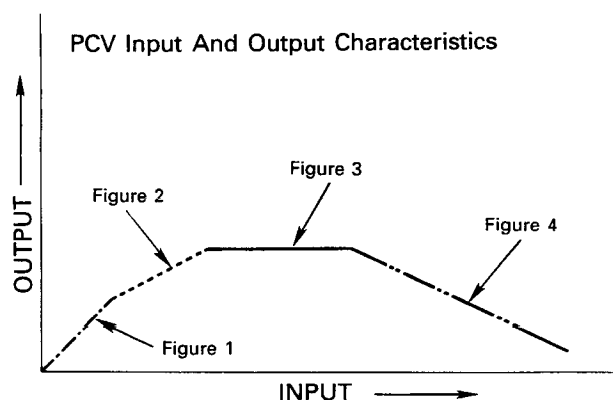 PCV Input And Output Characteristics
Figure 3
Figure 2
Figure 4
OUTPUT
Figure 1
INPUT